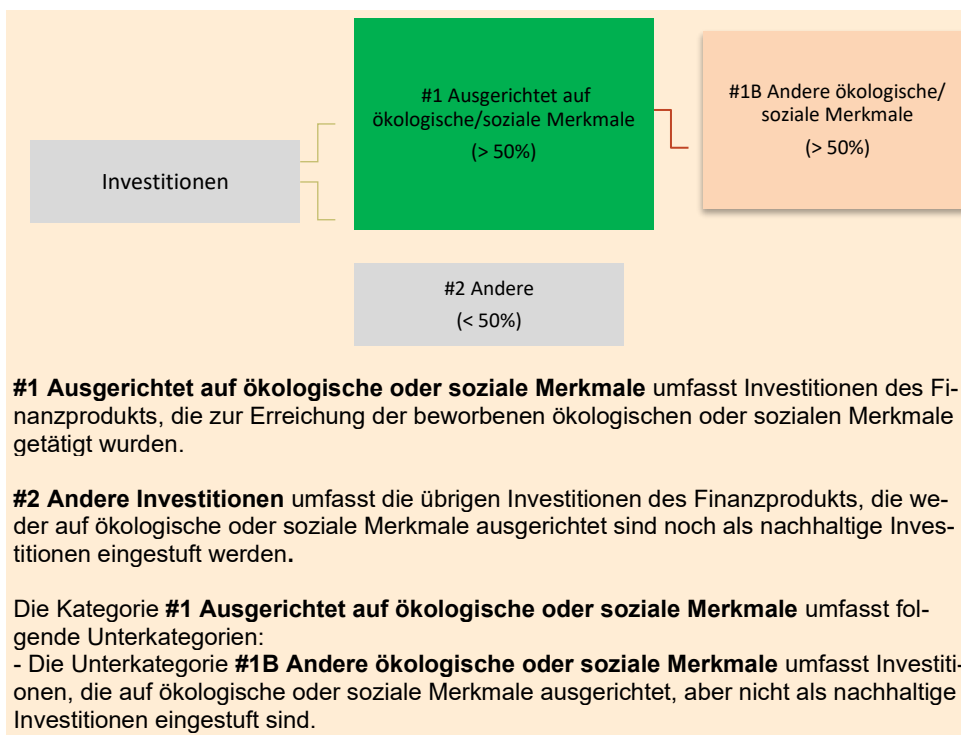 #1 Ausgerichtet auf
ökologische/soziale Merkmale
(> 50%)
#1B Andere ökologische/
soziale Merkmale
(> 50%)
Investitionen
#2 Andere
(< 50%)
#1 Ausgerichtet auf ökologische oder soziale Merkmale umfasst Investitionen des Fi-
nanzprodukts, die zur Erreichung der beworbenen ökologischen oder sozialen Merkmale
getätigt wurden.
#2 Andere Investitionen umfasst die übrigen Investitionen des Finanzprodukts, die we-
der auf ökologische oder soziale Merkmale ausgerichtet sind noch als nachhaltige Inves-
titionen eingestuft werden.
Die Kategorie #1 Ausgerichtet auf ökologische oder soziale Merkmale umfasst fol-
gende Unterkategorien:
- Die Unterkategorie #1B Andere ökologische oder soziale Merkmale umfasst Investiti-
onen, die auf ökologische oder soziale Merkmale ausgerichtet, aber nicht als nachhaltige
Investitionen eingestuft sind.